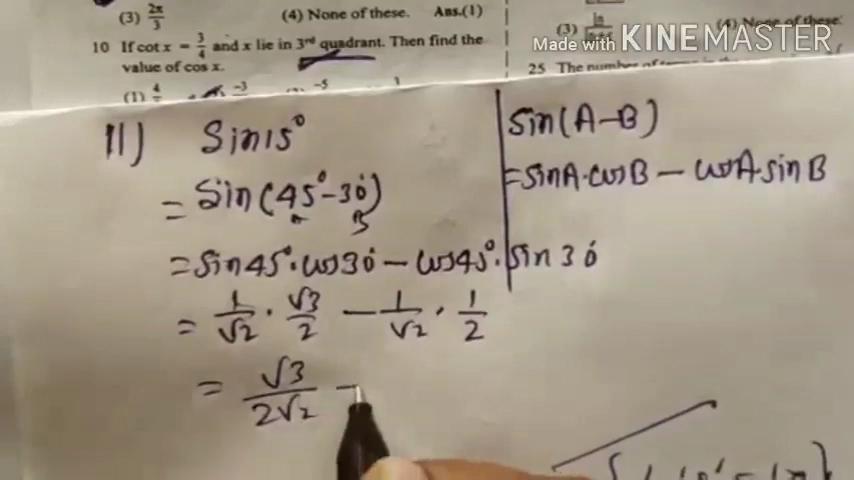 (3) 2π/3 (4) None of these. Ans.(1)
10 If cot x = 3/4 and x lie in 3rd quadrant. Then find the
value of cos x.
(3) (4) None of these
Made with KINEMASTER
25 The number of
11) Sin15°
= Sin(45°-30°)
A B
= Sin45°.cos30° - cos45°.Sin30°
= 1/√2 . √3/2 - 1/√2 . 1/2
= √3/2√2 -
Sin(A-B)
= SinA.cosB - cosA.SinB